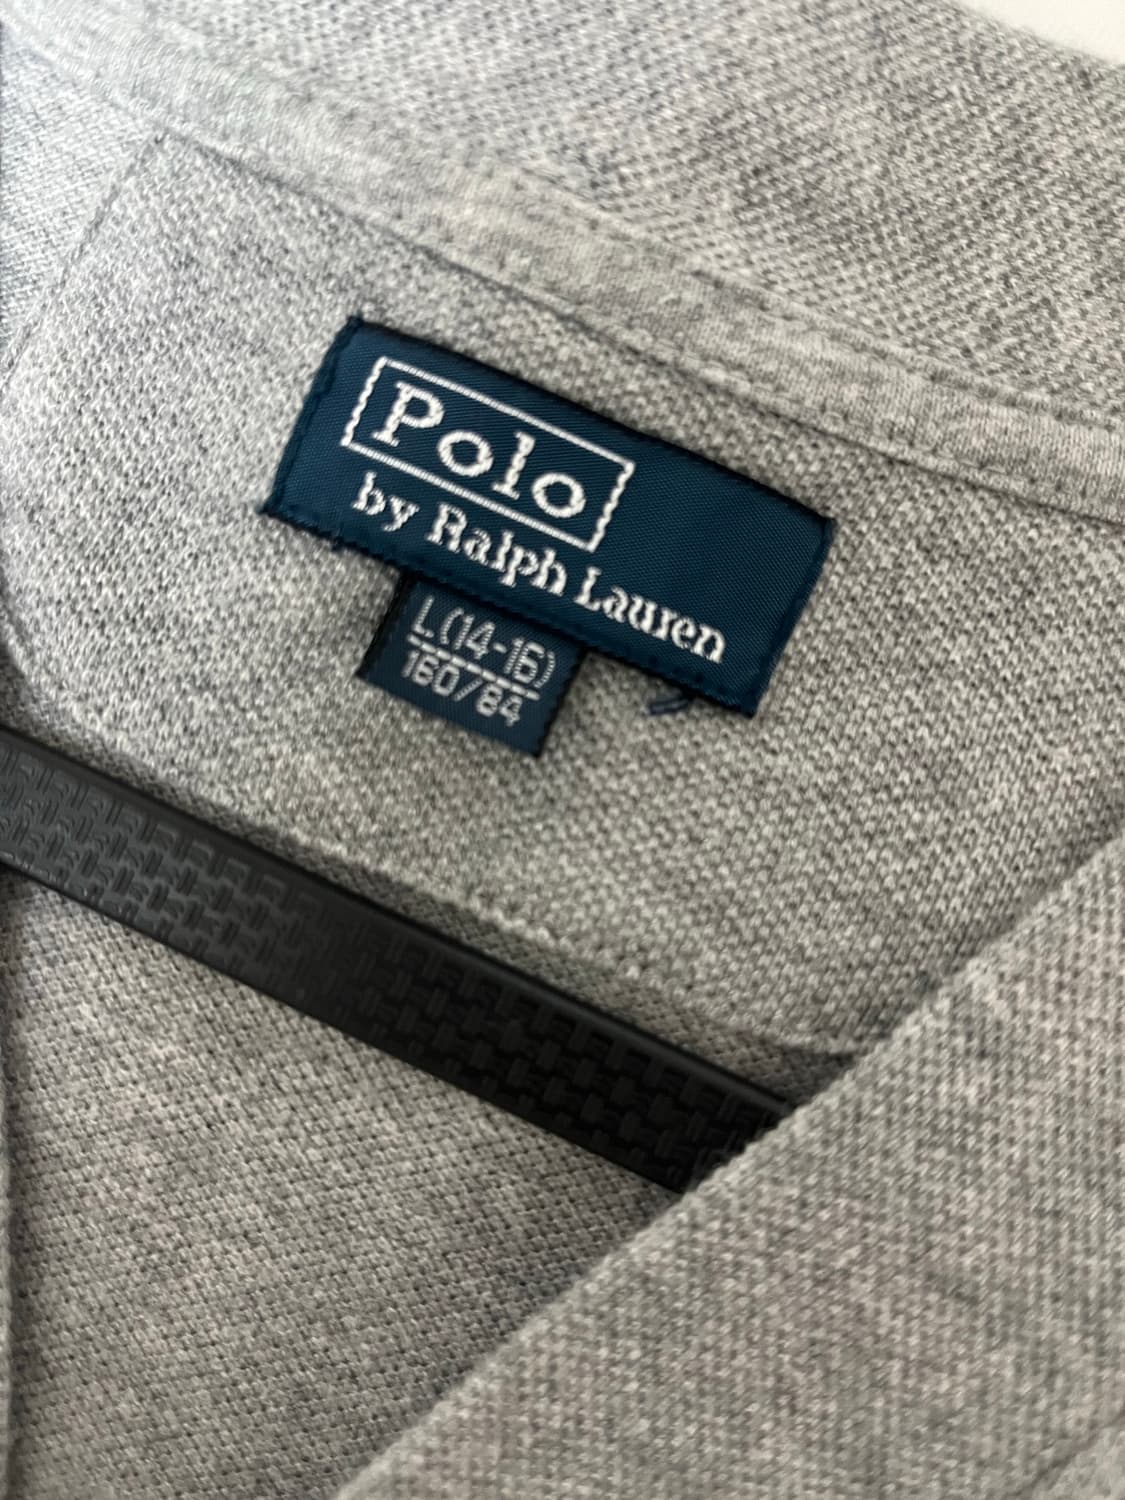 Polo
by Ralph Lauren
L(14-16)
160/84